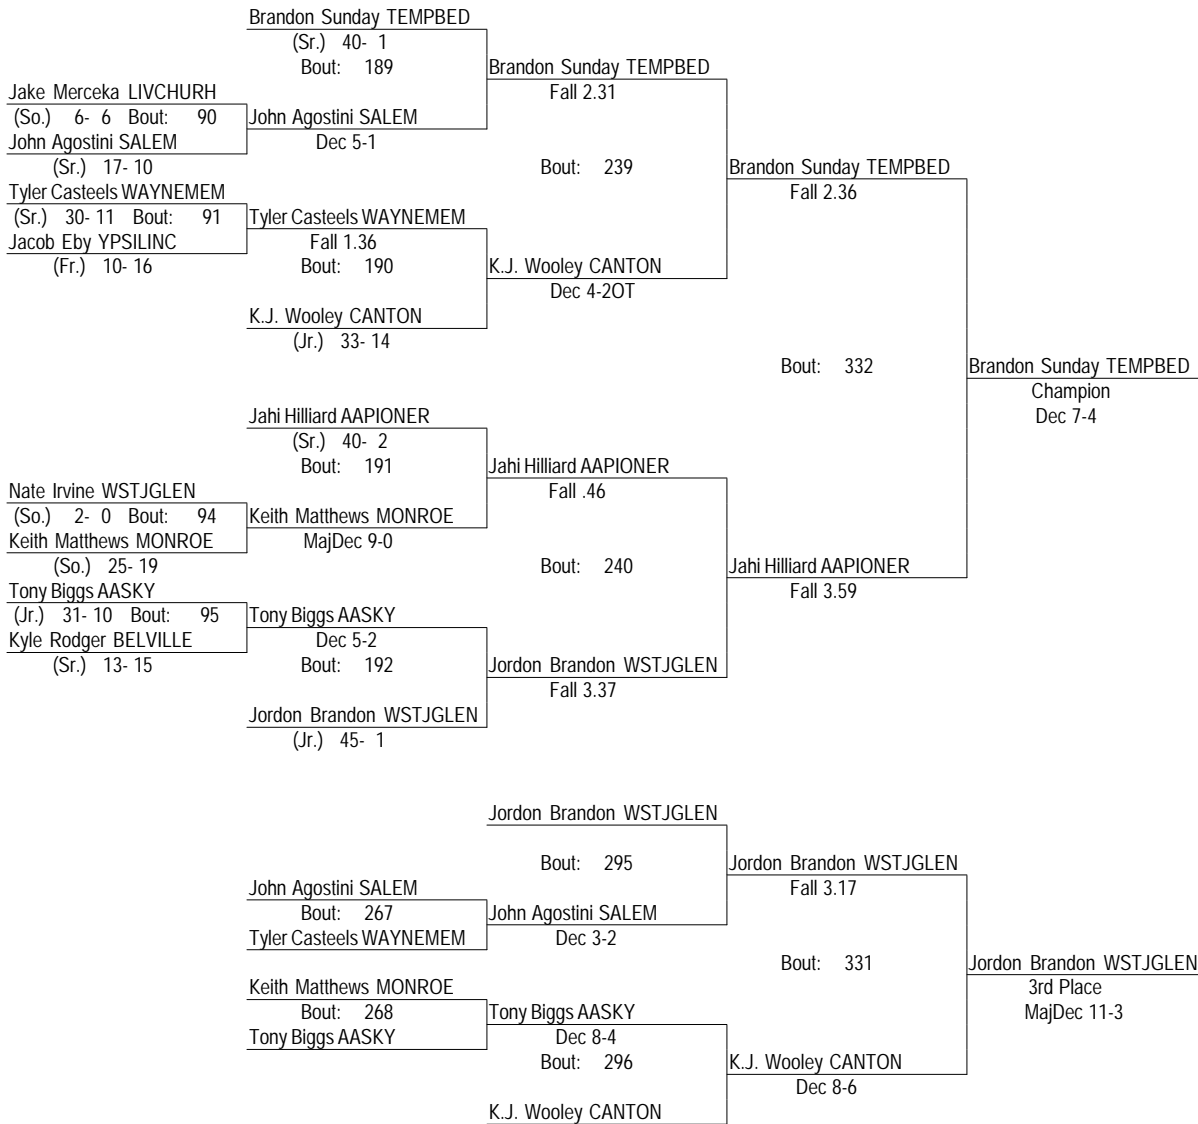 Brandon Sunday TEMPBED
(Sr.) 40- 1
Bout: 189
Brandon Sunday TEMPBED
Fall 2.31
Jake Merceka LIVCHURH
(So.) 6- 6 Bout: 90
John Agostini SALEM
Dec 5-1
John Agostini SALEM
(Sr.) 17- 10
Bout: 239
Brandon Sunday TEMPBED
Fall 2.36
Tyler Casteels WAYNEMEM
(Sr.) 30- 11 Bout: 91
Tyler Casteels WAYNEMEM
Fall 1.36
Jacob Eby YPSILINC
(Fr.) 10- 16
Bout: 190
K.J. Wooley CANTON
Dec 4-2OT
K.J. Wooley CANTON
(Jr.) 33- 14
Bout: 332
Brandon Sunday TEMPBED
Champion
Dec 7-4
Jahi Hilliard AAPIONER
(Sr.) 40- 2
Bout: 191
Jahi Hilliard AAPIONER
Fall .46
Nate Irvine WSTJGLEN
(So.) 2- 0 Bout: 94
Keith Matthews MONROE
MajDec 9-0
Keith Matthews MONROE
(So.) 25- 19
Bout: 240
Jahi Hilliard AAPIONER
Fall 3.59
Tony Biggs AASKY
(Jr.) 31- 10 Bout: 95
Tony Biggs AASKY
Dec 5-2
Kyle Rodger BELVILLE
(Sr.) 13- 15
Bout: 192
Jordon Brandon WSTJGLEN
Fall 3.37
Jordon Brandon WSTJGLEN
(Jr.) 45- 1
Jordon Brandon WSTJGLEN
Bout: 295
Jordon Brandon WSTJGLEN
Fall 3.17
John Agostini SALEM
Bout: 267
John Agostini SALEM
Dec 3-2
Tyler Casteels WAYNEMEM
Bout: 331
Jordon Brandon WSTJGLEN
3rd Place
MajDec 11-3
Keith Matthews MONROE
Bout: 268
Tony Biggs AASKY
Dec 8-4
Tony Biggs AASKY
Bout: 296
K.J. Wooley CANTON
Dec 8-6
K.J. Wooley CANTON